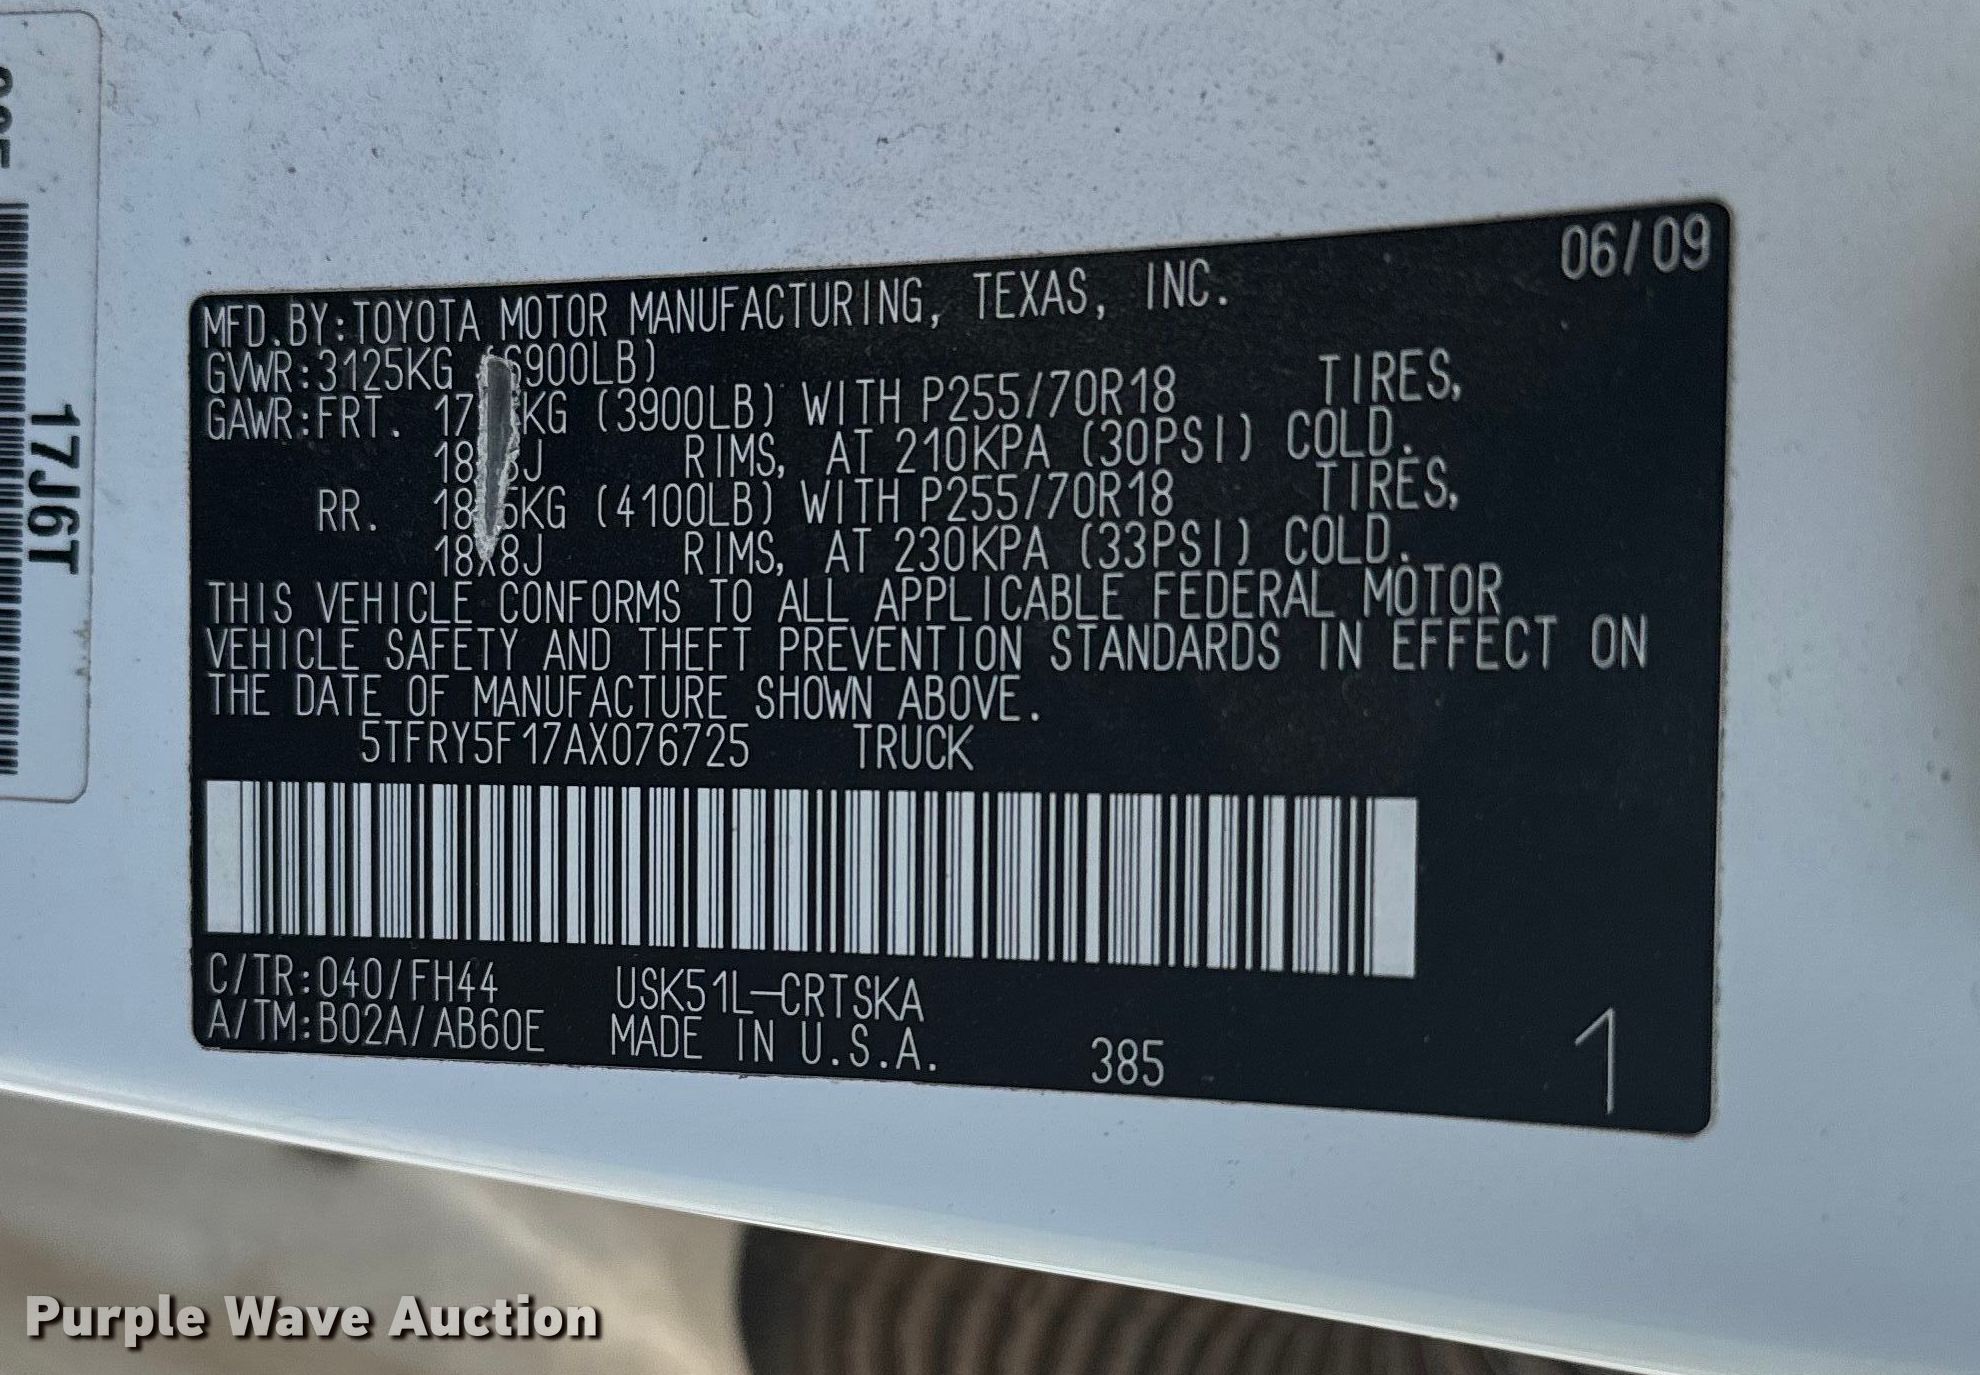 06/09
MFD.BY:TOYOTA MOTOR MANUFACTURING, TEXAS, INC.
GVWR:3125KG (6900LB)
GAWR:FRT. KG (3900LB) WITH P255/70R18 TIRES,
RIMS, AT 210KPA (30PSI) COLD.
RR. (4100LB) WITH P255/70R18 TIRES,
18X8J RIMS, AT 230KPA (33PSI) COLD.
THIS VEHICLE CONFORMS TO ALL APPLICABLE FEDERAL MOTOR
VEHICLE SAFETY AND THEFT PREVENTION STANDARDS IN EFFECT ON
THE DATE OF MANUFACTURE SHOWN ABOVE.
5TFRY5F17AX076725 TRUCK
C/TR:040/FH44 USK51L-CRTSKA
A/TM:B02A/AB60E MADE IN U.S.A. 385
1
17J6T
Purple Wave Auction